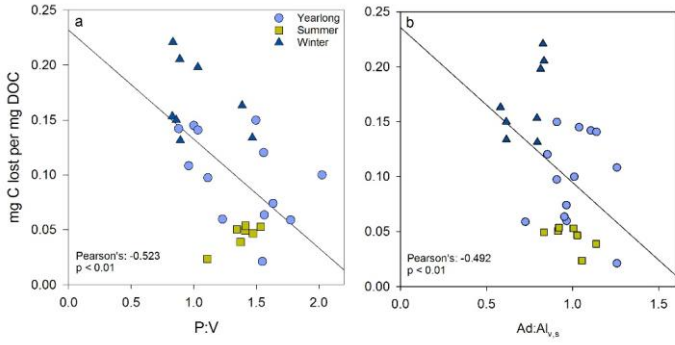 a
Yearlong
Summer
Winter
mg C lost per mg DOC
0.25
0.20
0.15
0.10
0.05
0.00
Pearson's: -0.523
p < 0.01
0.0 0.5 1.0 1.5 2.0
P:V
b
0.25
0.20
0.15
0.10
0.05
0.00
Pearson's: -0.492
p < 0.01
0.0 0.5 1.0 1.5
Ad:Al v,s